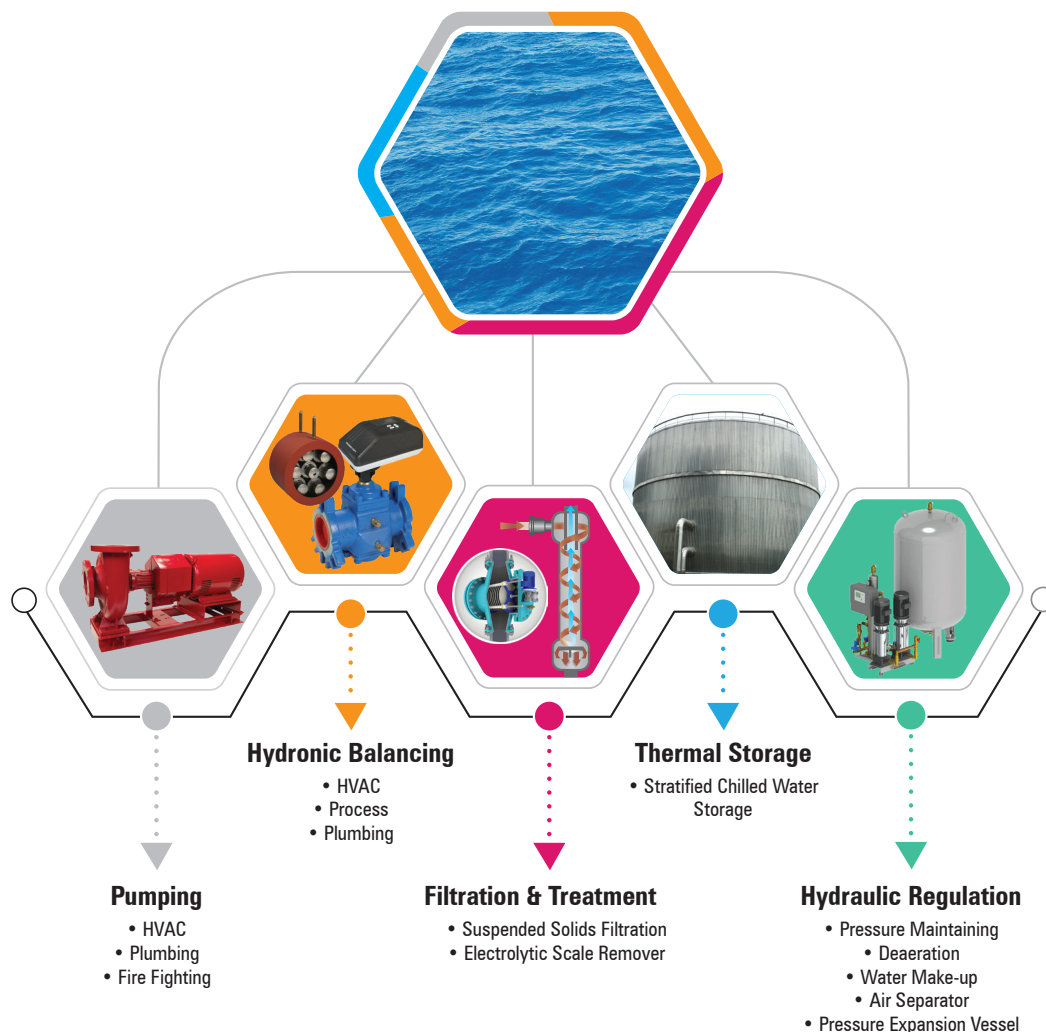 Hydronic Balancing
• HVAC
• Process
• Plumbing
Thermal Storage
• Stratified Chilled Water
Storage
Pumping
• HVAC
• Plumbing
• Fire Fighting
Filtration & Treatment
• Suspended Solids Filtration
• Electrolytic Scale Remover
Hydraulic Regulation
• Pressure Maintaining
• Deaeration
• Water Make-up
• Air Separator
• Pressure Expansion Vessel